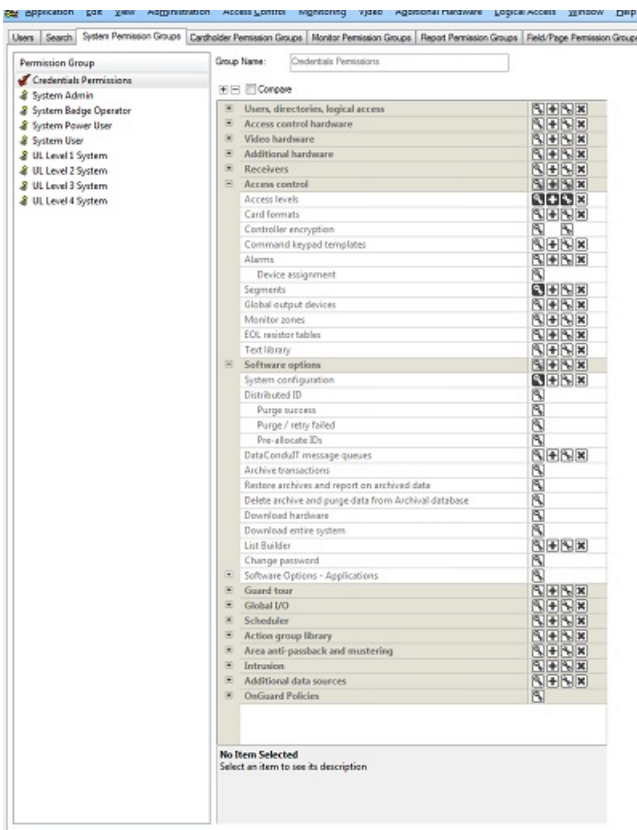 Application Edit View Administration Access Control Monitoring Video Additional Hardware Logical Access Window Help
Users Search System Permission Groups Cardholder Permission Groups Monitor Permission Groups Report Permission Groups Field/Page Permission Groups
Permission Group
Credentials Permissions
System Admin
System Badge Operator
System Power User
System User
UL Level 1 System
UL Level 2 System
UL Level 3 System
UL Level 4 System
Group Name: Credentials Permissions
Compare
Users, directories, logical access
Access control hardware
Video hardware
Additional hardware
Receivers
Access control
Access levels
Card formats
Controller encryption
Command keypad templates
Alarms
Device assignment
Segments
Global output devices
Monitor zones
EOL resistor tables
Text library
Software options
System configuration
Distributed ID
Purge success
Purge / retry failed
Pre-allocate IDs
DataConduIT message queues
Archive transactions
Restore archives and report on archived data
Delete archive and purge data from Archival database
Download hardware
Download entire system
List Builder
Change password
Software Options - Applications
Guard tour
Global I/O
Scheduler
Action group library
Area anti-passback and mustering
Intrusion
Additional data sources
OnGuard Policies
No Item Selected
Select an item to see its description